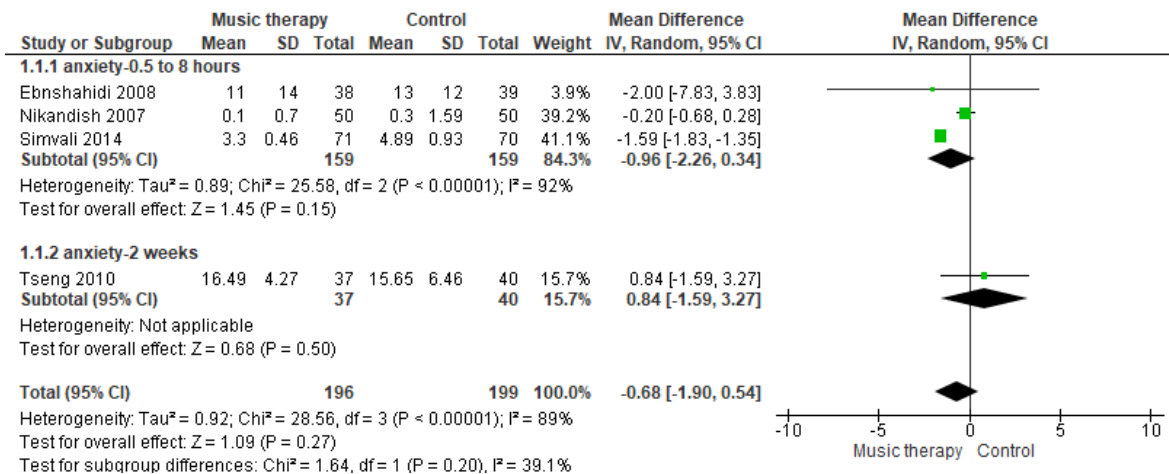 Music therapy Control Mean Difference Mean Difference
Study or Subgroup Mean SD Total Mean SD Total Weight IV, Random, 95% CI IV, Random, 95% CI
1.1.1 anxiety-0.5 to 8 hours
Ebnshahidi 2008 11 14 38 13 12 39 3.9% -2.00 [-7.83, 3.83]
Nikandish 2007 0.1 0.7 50 0.3 1.59 50 39.2% -0.20 [-0.68, 0.28]
Simvali 2014 3.3 0.46 71 4.89 0.93 70 41.1% -1.59 [-1.83, -1.35]
Subtotal (95% CI) 159 159 84.3% -0.96 [-2.26, 0.34]
Heterogeneity: Tau² = 0.89; Chi² = 25.58, df = 2 (P < 0.00001); I² = 92%
Test for overall effect: Z = 1.45 (P = 0.15)
1.1.2 anxiety-2 weeks
Tseng 2010 16.49 4.27 37 15.65 6.46 40 15.7% 0.84 [-1.59, 3.27]
Subtotal (95% CI) 37 40 15.7% 0.84 [-1.59, 3.27]
Heterogeneity: Not applicable
Test for overall effect: Z = 0.68 (P = 0.50)
Total (95% CI) 196 199 100.0% -0.68 [-1.90, 0.54]
Heterogeneity: Tau² = 0.92; Chi² = 28.56, df = 3 (P < 0.00001); I² = 89%
Test for overall effect: Z = 1.09 (P = 0.27)
Test for subgroup differences: Chi² = 1.64, df = 1 (P = 0.20), I² = 39.1%
-10 -5 0 5 10
Music therapy Control